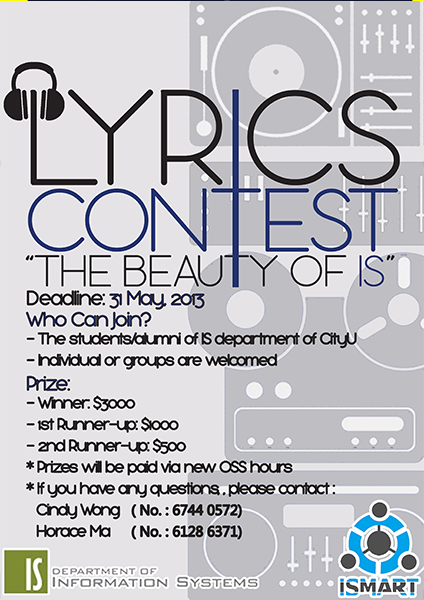 LYRICS
CONTEST
“THE BEAUTY OF IS”
Deadline: 31 May, 2013
Who Can Join?
- The students/alumni of IS department of CityU
- Individual or groups are welcomed
Prize:
- Winner: $3000
- 1st Runner-up: $1000
- 2nd Runner-up: $500
* Prizes will be paid via new OSS hours
* If you have any questions, , please contact :
Cindy Wong ( No. : 6744 0572)
Horace Ma ( No. : 6128 6371)
IS DEPARTMENT OF
INFORMATION SYSTEMS
ISMART